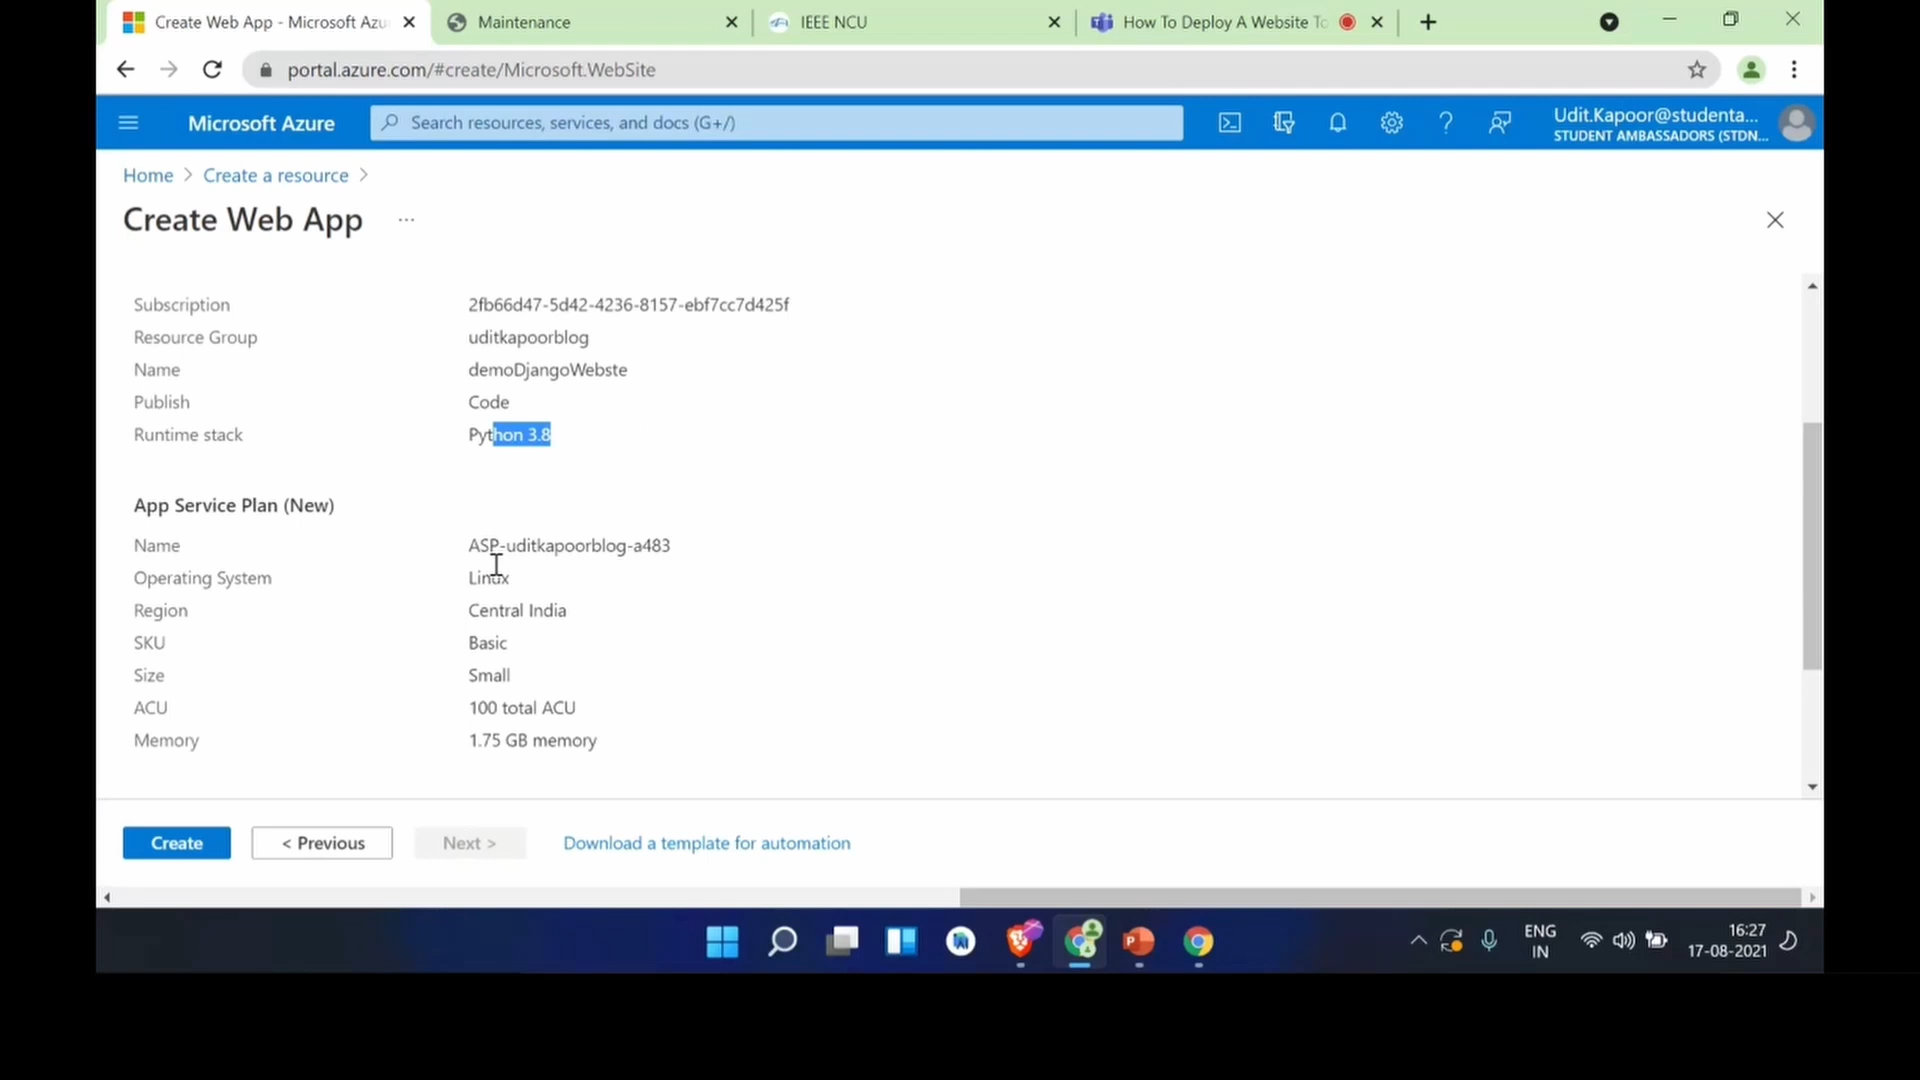 Create Web App - Microsoft Azu
Maintenance
IEEE NCU
How To Deploy A Website To
portal.azure.com/#create/Microsoft.WebSite
Microsoft Azure
Search resources, services, and docs (G+/)
Udit.Kapoor@studenta...
STUDENT AMBASSADORS (STDN...
Home > Create a resource >
Create Web App ...
Subscription 2fb66d47-5d42-4236-8157-ebf7cc7d425f
Resource Group uditkapoorblog
Name demoDjangoWebste
Publish Code
Runtime stack Python 3.8
App Service Plan (New)
Name ASP-uditkapoorblog-a483
Operating System Linux
Region Central India
SKU Basic
Size Small
ACU 100 total ACU
Memory 1.75 GB memory
Create < Previous Next > Download a template for automation
ENG 16:27
IN 17-08-2021